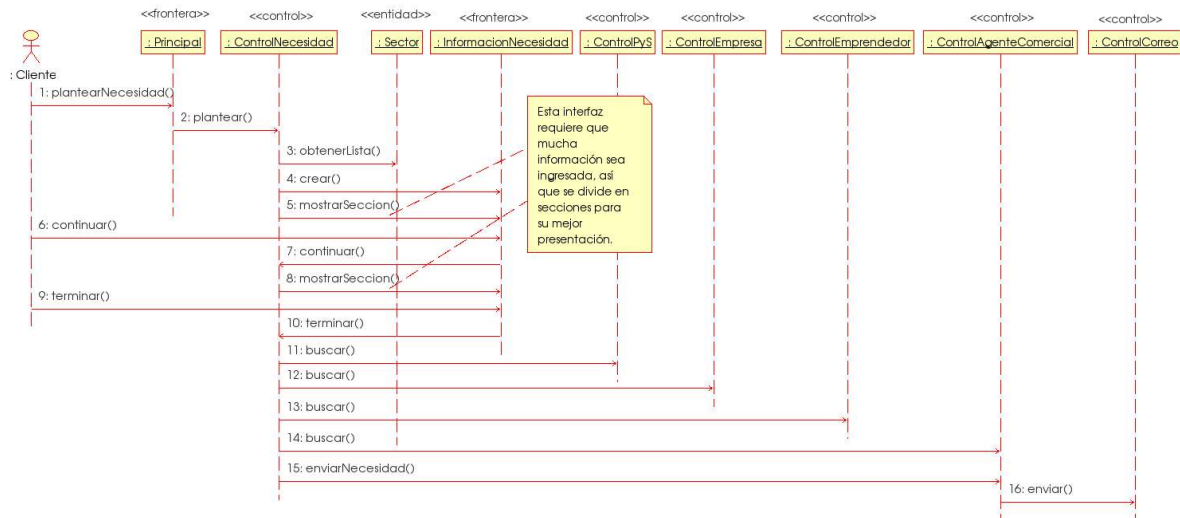 <<frontera>> <<control>> <<entidad>> <<frontera>> <<control>> <<control>> <<control>> <<control>> <<control>>
: Principal : ControlNecesidad : Sector : InformacionNecesidad : ControlPyS : ControlEmpresa : ControlEmprendedor : ControlAgenteComercial : ControlCorreo
: Cliente
1: plantearNecesidad()
2: plantear()
3: obtenerLista()
4: crear()
5: mostrarSeccion()
6: continuar()
7: continuar()
8: mostrarSeccion()
9: terminar()
10: terminar()
11: buscar()
12: buscar()
13: buscar()
14: buscar()
15: enviarNecesidad()
16: enviar()
Esta interfaz
requiere que
mucha
información sea
ingresada, así
que se divide en
secciones para
su mejor
presentación.